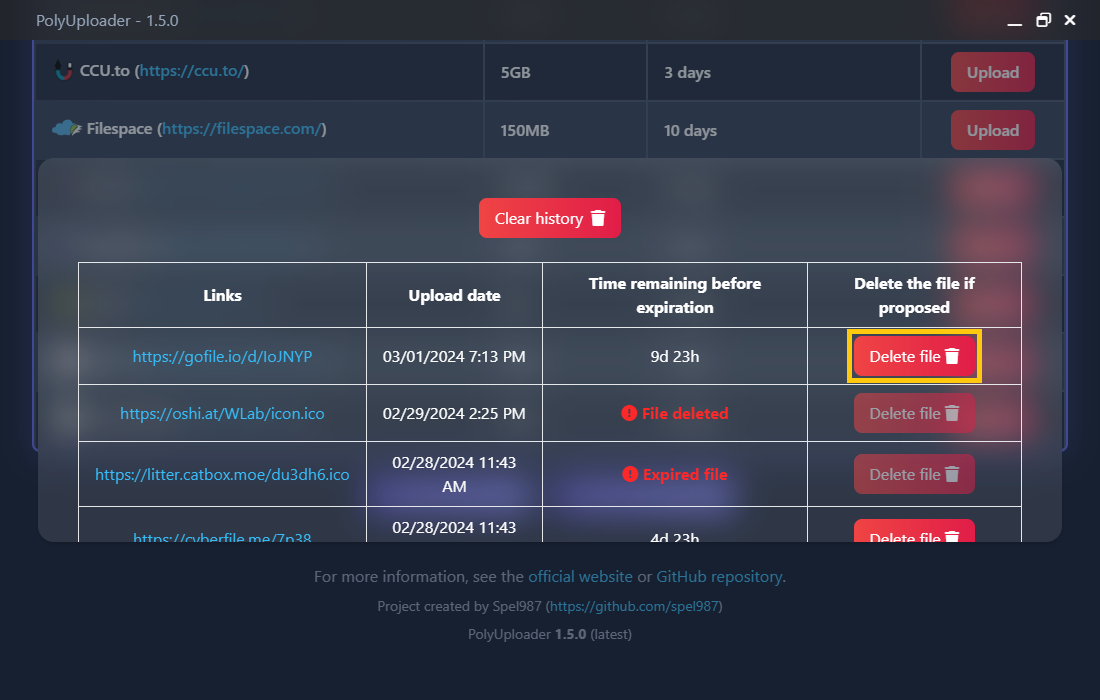 PolyUploader - 1.5.0
CCU.to (https://ccu.to/)
5GB
3 days
Upload
Filespace (https://filespace.com/)
150MB
10 days
Upload
Clear history
Links
Upload date
Time remaining before
expiration
Delete the file if
proposed
https://gofile.io/d/IoJNYP
03/01/2024 7:13 PM
9d 23h
Delete file
https://oshi.at/WLab/icon.ico
02/29/2024 2:25 PM
File deleted
Delete file
https://litter.catbox.moe/du3dh6.ico
02/28/2024 11:43
AM
Expired file
Delete file
https://cyberfile.me/7p38
02/28/2024 11:43
4d 23h
Delete file
For more information, see the official website or GitHub repository.
Project created by Spel987 (https://github.com/spel987)
PolyUploader 1.5.0 (latest)